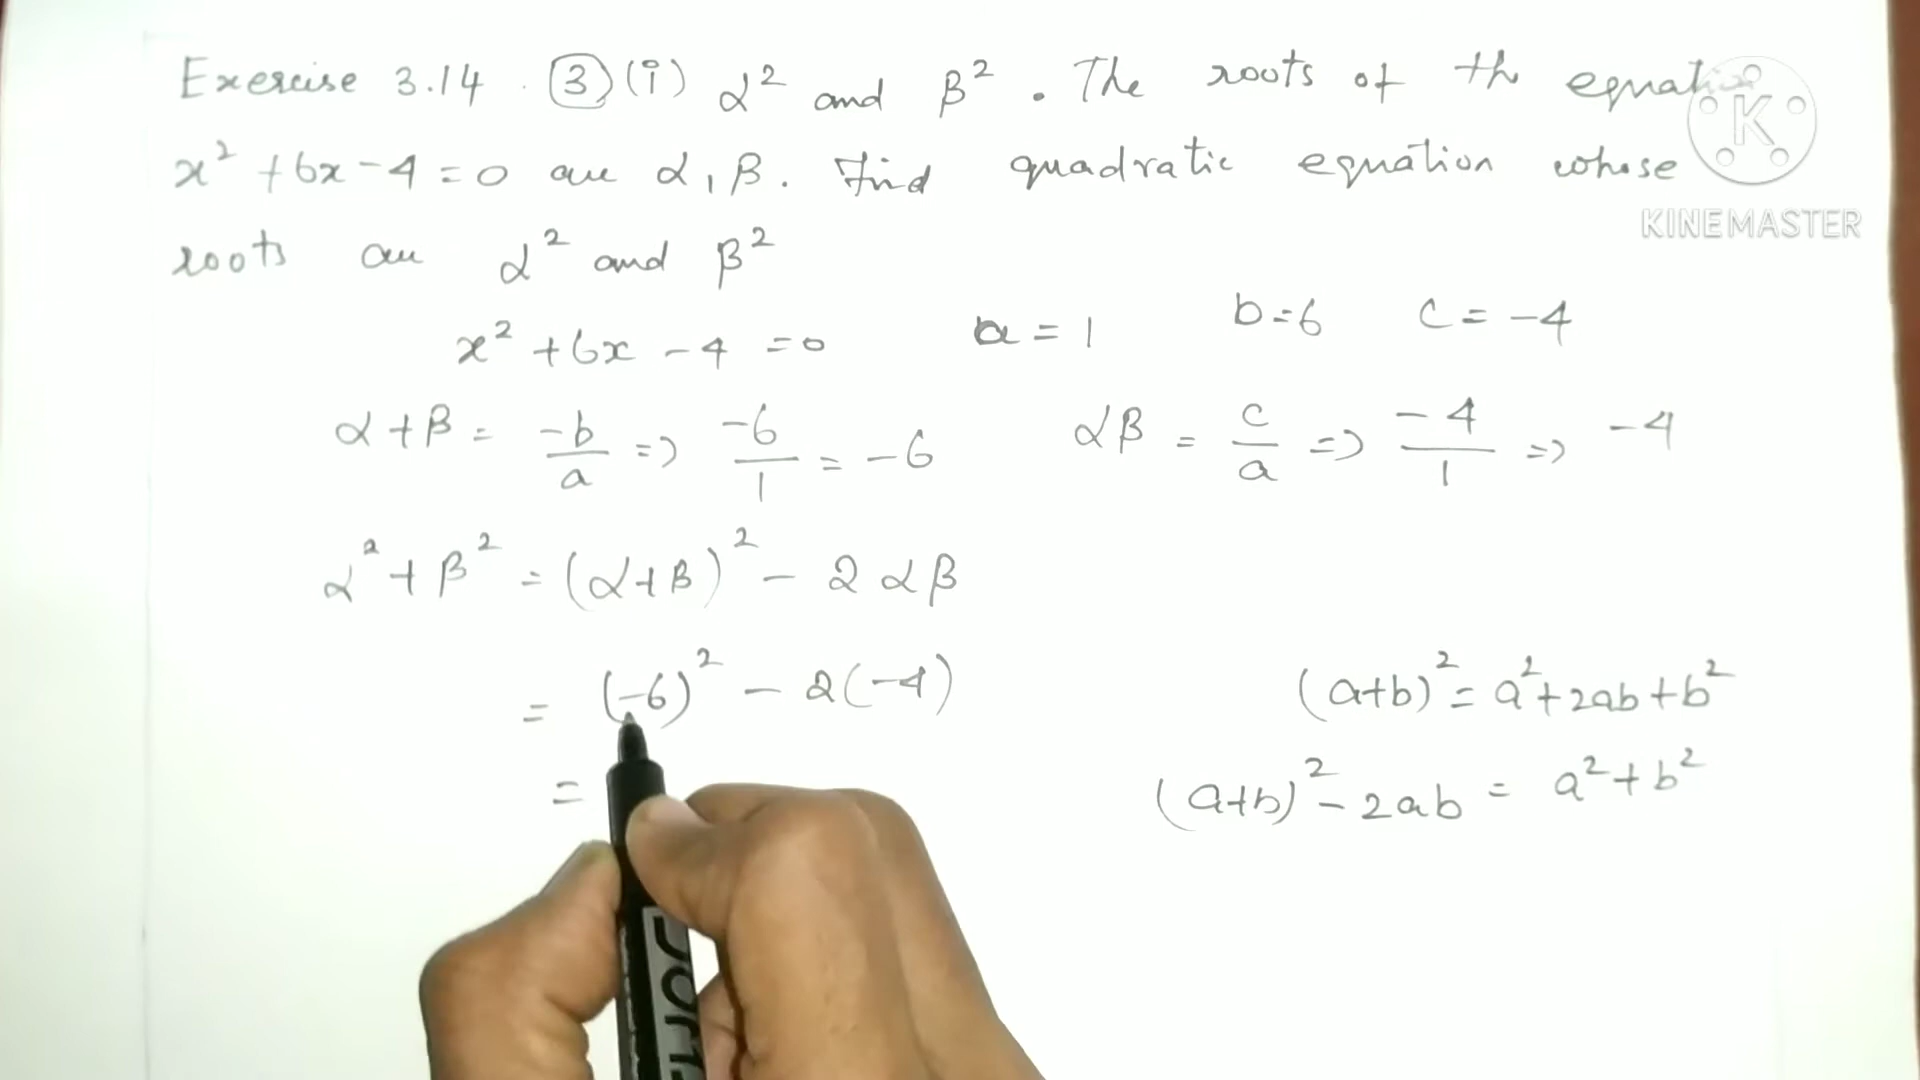 Exercise 3.14 . (3) (i) α² and β² . The roots of th equation
x² + 6x - 4 = 0 are α, β. Find quadratic equation whose
roots are α² and β²
x² + 6x - 4 = 0 a = 1 b = 6 c = -4
α + β = -b/a => -6/1 = -6 αβ = c/a => -4/1 => -4
α² + β² = (α+β)² - 2αβ
= (-6)² - 2(-4)
=
(a+b)² = a² + 2ab + b²
(a+b)² - 2ab = a² + b²
K
KINEMASTER